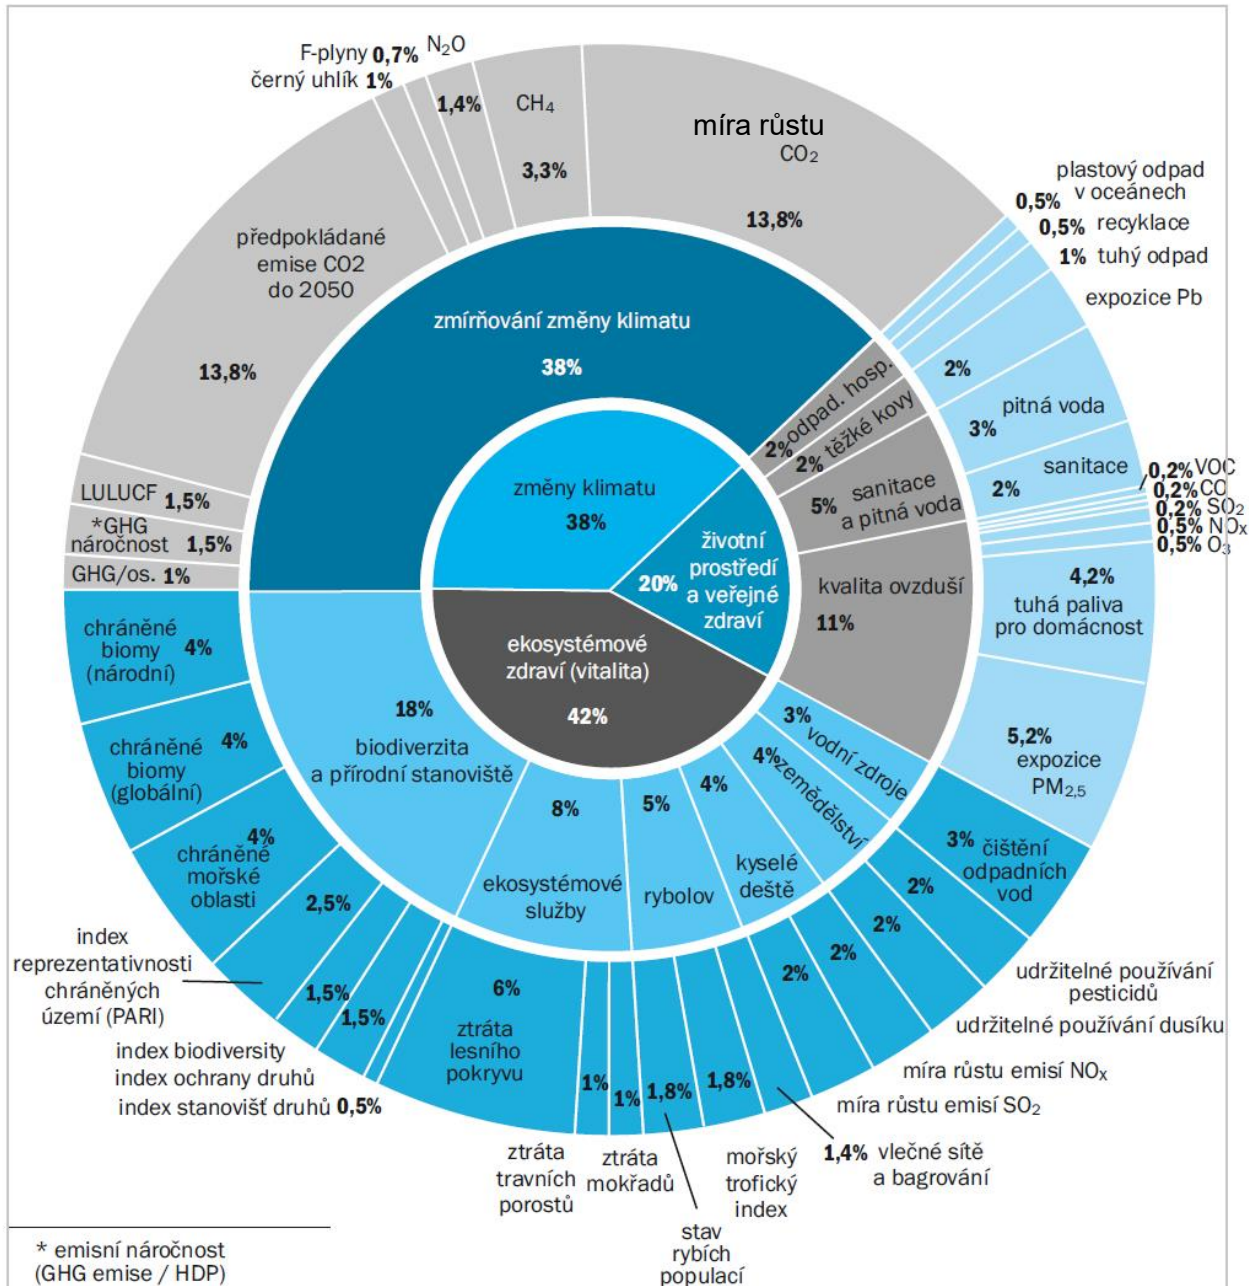 F-plyny 0,7%
černý uhlík 1%
N₂O
1,4%
CH₄
3,3%
míra růstu
CO₂
13,8%
plastový odpad
v oceánech
0,5%
0,5% recyklace
1% tuhý odpad
expozice Pb
2%
pitná voda
3%
sanitace
2%
0,2% VOC
0,2% CO
0,2% SO₂
0,5% NOₓ
0,5% O₃
4,2%
tuhá paliva
pro domácnost
5,2%
expozice
PM₂,₅
předpokládané
emise CO2
do 2050
13,8%
LULUCF 1,5%
*GHG
náročnost 1,5%
GHG/os. 1%
zmírňování změny klimatu
38%
odpad. hosp.
2%
těžké kovy
2%
sanitace
a pitná voda
5%
kvalita ovzduší
11%
změny klimatu
38%
životní
prostředí
a veřejné
zdraví
20%
ekosystémové
zdraví (vitalita)
42%
18%
biodiverzita
a přírodní stanoviště
8%
ekosystémové
služby
5%
rybolov
4%
kyselé
deště
4%
zemědělství
3%
vodní zdroje
chráněné
biomy
(národní)
4%
chráněné
biomy
(globální)
4%
4%
chráněné
mořské
oblasti
2,5%
index
reprezentativnosti
chráněných
území (PARI)
1,5%
1,5%
index biodiversity
index ochrany druhů
index stanovišť druhů 0,5%
6%
ztráta
lesního
pokryvu
1%
ztráta
travních
porostů
1%
ztráta
mokřadů
1,8%
stav
rybích
populací
1,8%
mořský
trofický
index
1,4% vlečné sítě
a bagrování
2%
míra růstu emisí SO₂
2%
míra růstu emisí NOₓ
2%
udržitelné používání dusíku
2%
udržitelné používání
pesticidů
3%
čištění
odpadních
vod
* emisní náročnost
(GHG emise / HDP)